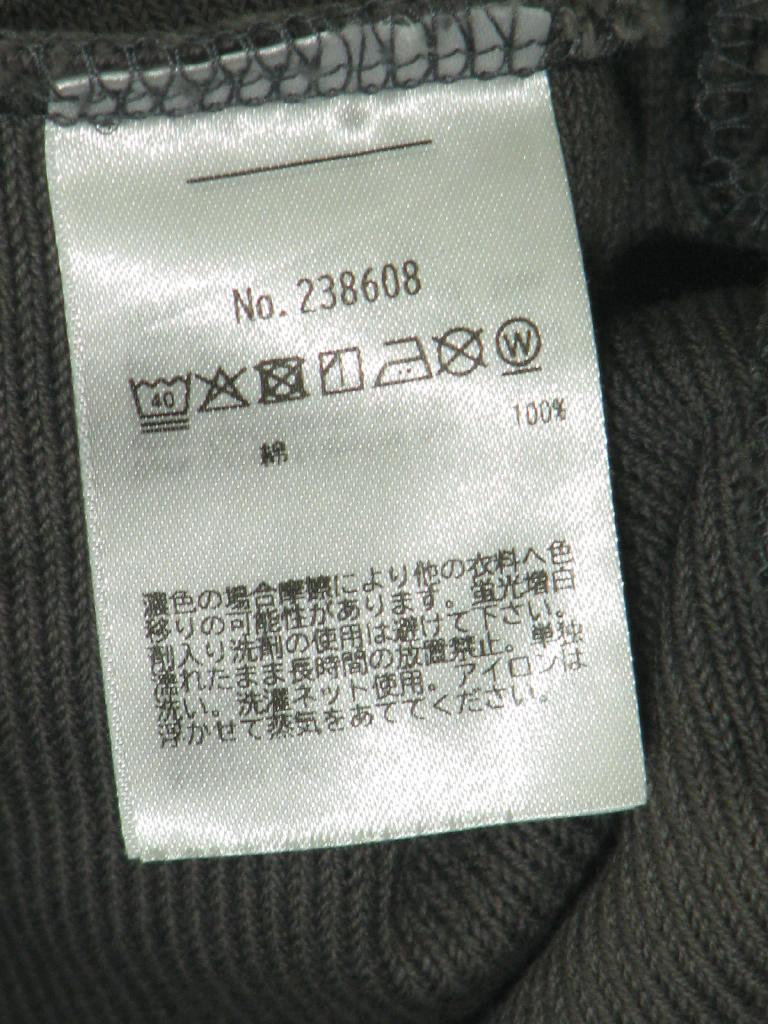 No. 238608
40 W
綿 100%
濃色の場合摩擦により他の衣料へ色
移りの可能性があります。蛍光増白
剤入り洗剤の使用は避けて下さい。
濡れたまま長時間の放置禁止。単独
洗い。洗濯ネット使用。アイロンは
浮かせて蒸気をあててください。